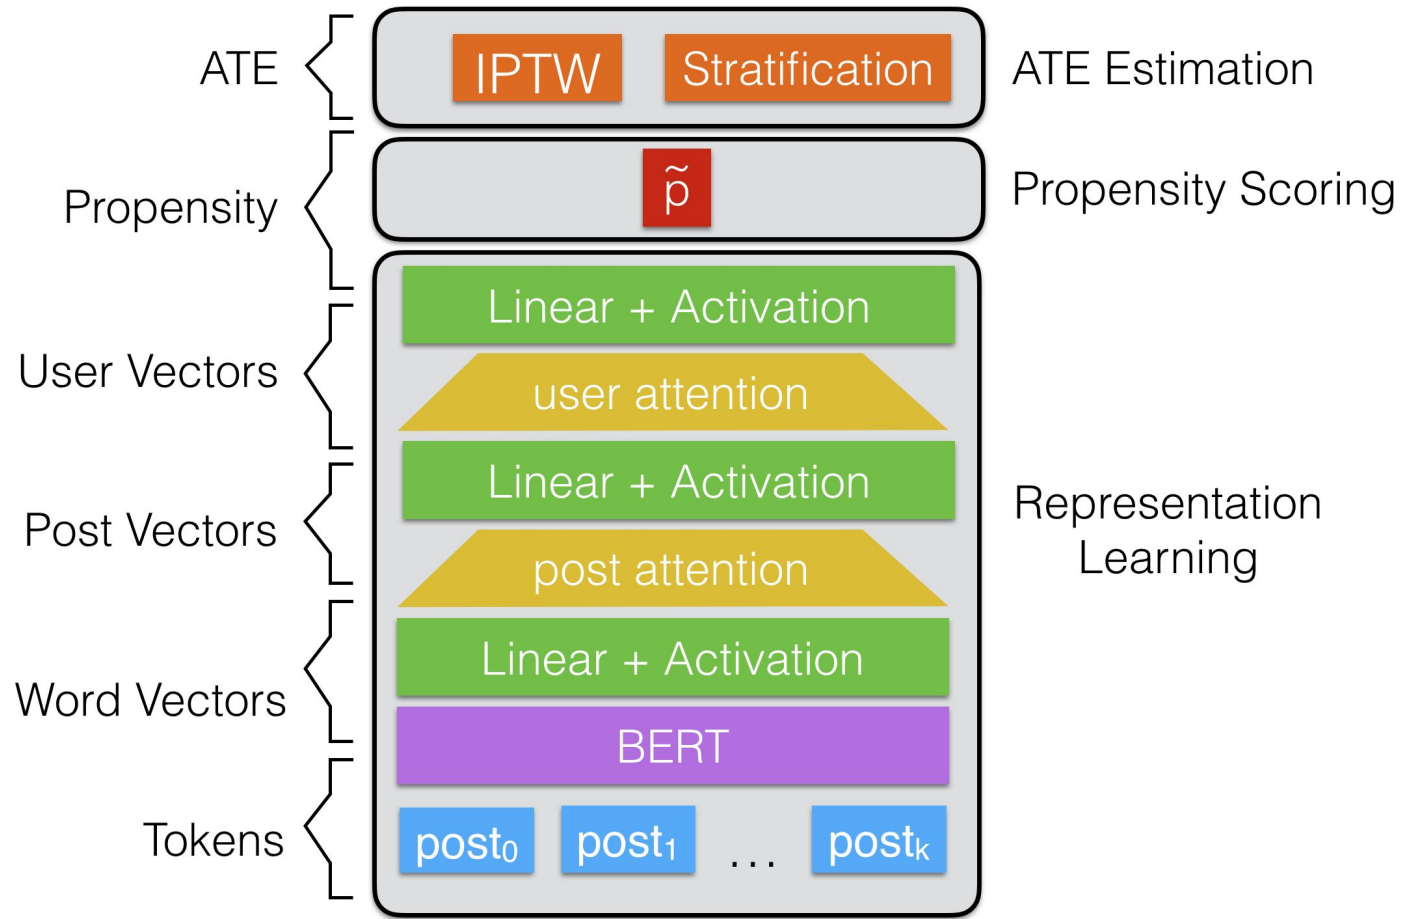 ATE
IPTW
Stratification
ATE Estimation
Propensity
p̃
Propensity Scoring
Linear + Activation
User Vectors
user attention
Linear + Activation
Post Vectors
post attention
Representation
Learning
Linear + Activation
Word Vectors
BERT
Tokens
post₀
post₁
...
postₖ